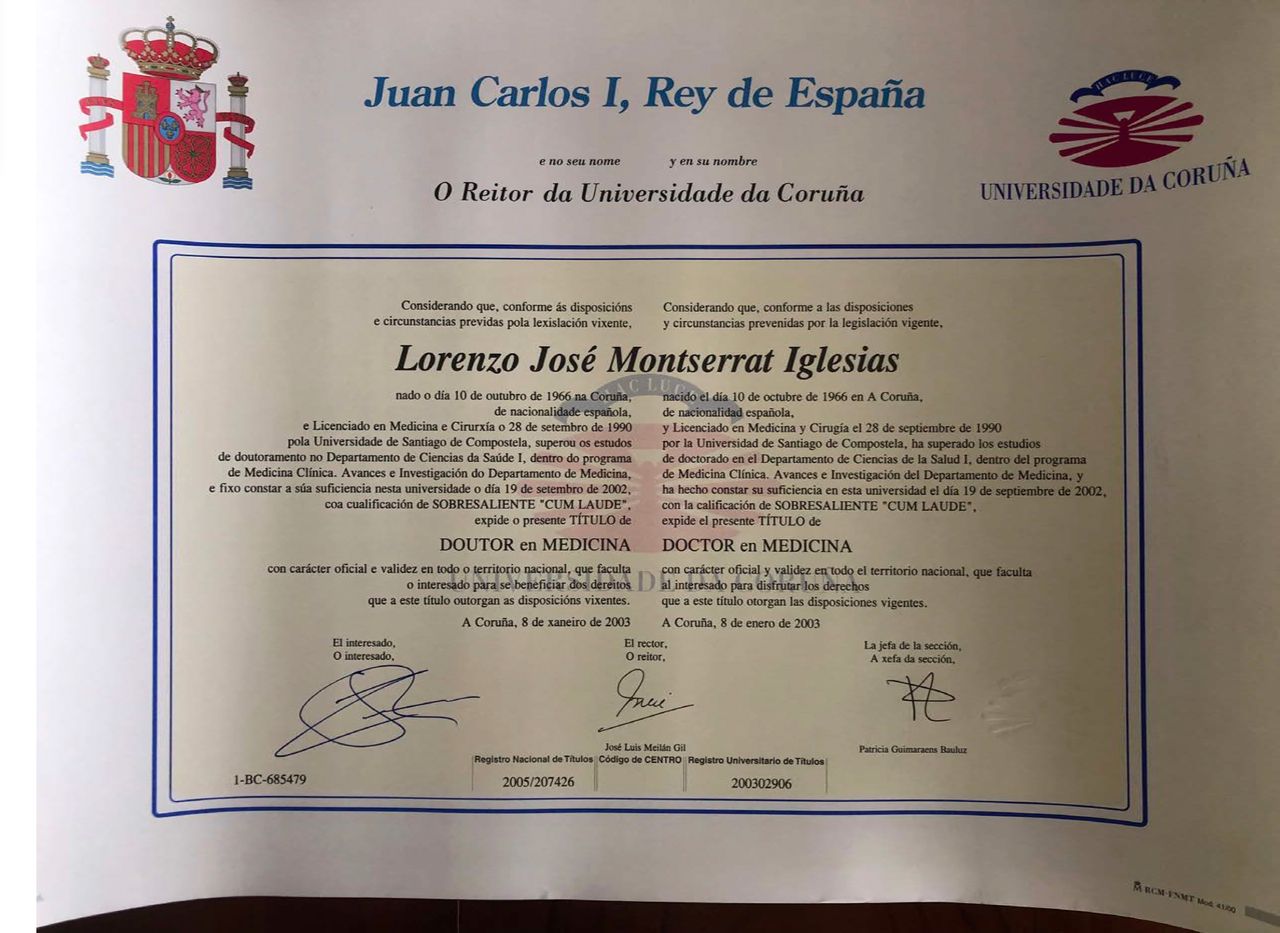 Juan Carlos I, Rey de España
HAC LUCE
UNIVERSIDADE DA CORUÑA
e no seu nome
y en su nombre
O Reitor da Universidade da Coruña
Considerando que, conforme ás disposicións
e circunstancias previdas pola lexislación vixente,
Considerando que, conforme a las disposiciones
y circunstancias prevenidas por la legislación vigente,
Lorenzo José Montserrat Iglesias
HAC LUCE
nado o día 10 de outubro de 1966 na Coruña,
de nacionalidade española,
e Licenciado en Medicina e Cirurxía o 28 de setembro de 1990
pola Universidade de Santiago de Compostela, superou os estudos
de doutoramento no Departamento de Ciencias da Saúde I, dentro do programa
de Medicina Clínica. Avances e Investigación do Departamento de Medicina,
e fixo constar a súa suficiencia nesta universidade o día 19 de setembro de 2002,
coa cualificación de SOBRESALIENTE "CUM LAUDE",
expide o presente TÍTULO de
DOUTOR en MEDICINA
con carácter oficial e validez en todo o territorio nacional, que faculta
o interesado para se beneficiar dos dereitos
que a este título outorgan as disposicións vixentes.
A Coruña, 8 de xaneiro de 2003
nacido el día 10 de octubre de 1966 en A Coruña,
de nacionalidad española,
y Licenciado en Medicina y Cirugía el 28 de septiembre de 1990
por la Universidad de Santiago de Compostela, ha superado los estudios
de doctorado en el Departamento de Ciencias de la Salud I, dentro del programa
de Medicina Clínica. Avances e Investigación del Departamento de Medicina, y
ha hecho constar su suficiencia en esta universidad el día 19 de septiembre de 2002,
con la calificación de SOBRESALIENTE "CUM LAUDE",
expide el presente TÍTULO de
DOCTOR en MEDICINA
con carácter oficial y validez en todo el territorio nacional, que faculta
al interesado para disfrutar los derechos
que a este título otorgan las disposiciones vigentes.
A Coruña, 8 de enero de 2003
UNIVERSIDADE DA CORUÑA
El interesado,
O interesado,
El rector,
O reitor,
La jefa de la sección,
A xefa da sección,
José Luis Meilán Gil
Patricia Guimaraens Bauluz
1-BC-685479
Registro Nacional de Títulos
2005/207426
Código de CENTRO
Registro Universitario de Títulos
200302906
RCM-FNMT Mod. 41/00